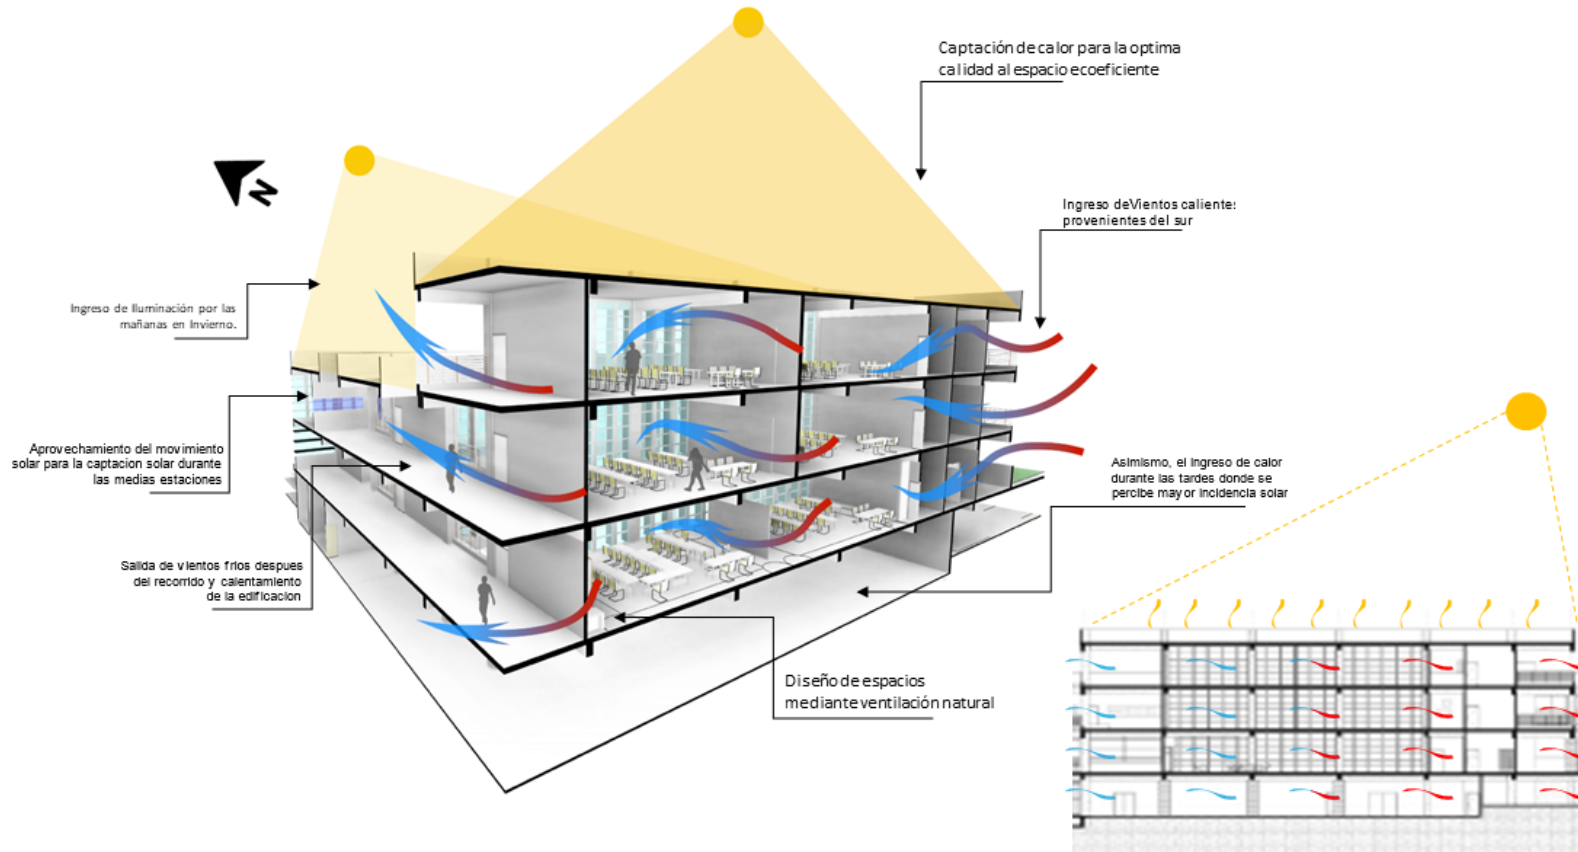 Captación de calor para la optima
calidad al espacio ecoeficiente
N
Ingreso deVientos calientes
provenientes del sur
Ingreso de Iluminación por las
mañanas en Invierno.
Aprovechamiento del movimiento
solar para la captacion solar durante
las medias estaciones
Asimismo, el ingreso de calor
durante las tardes donde se
percibe mayor incidencia solar
Salida de vientos frios despues
del recorrido y calentamiento
de la edificacion
Diseño de espacios
mediante ventilación natural